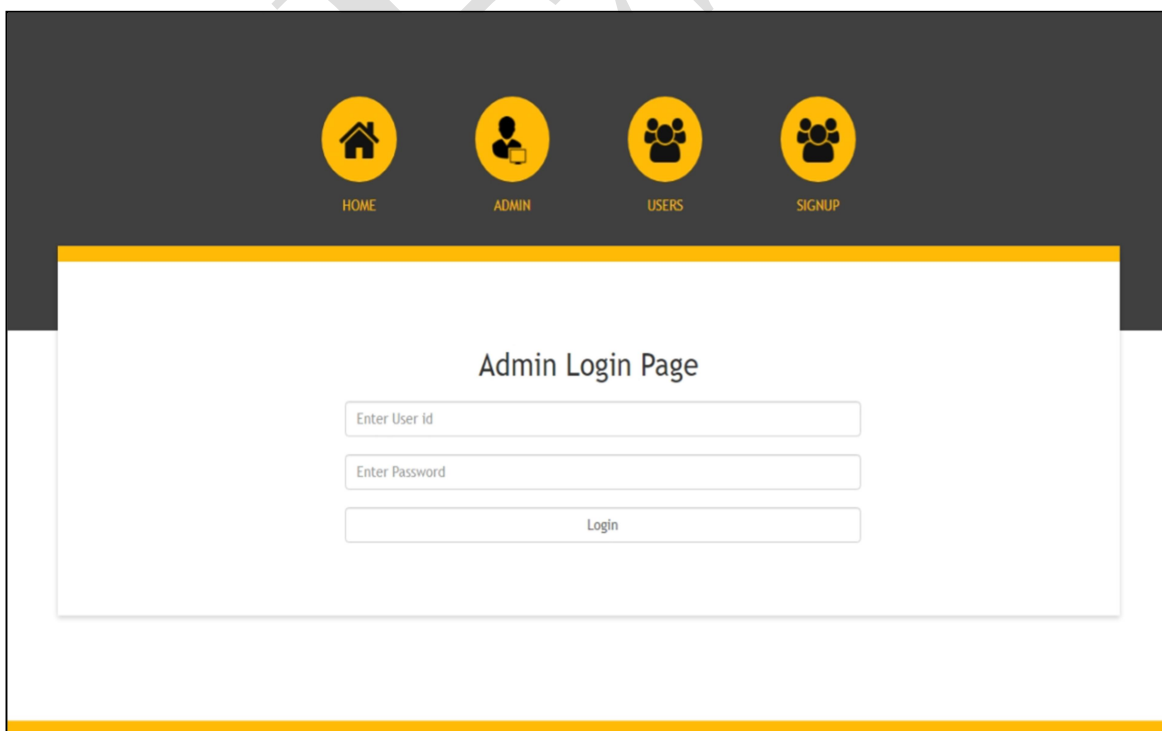 HOME ADMIN USERS SIGNUP
Admin Login Page
Enter User id
Enter Password
Login